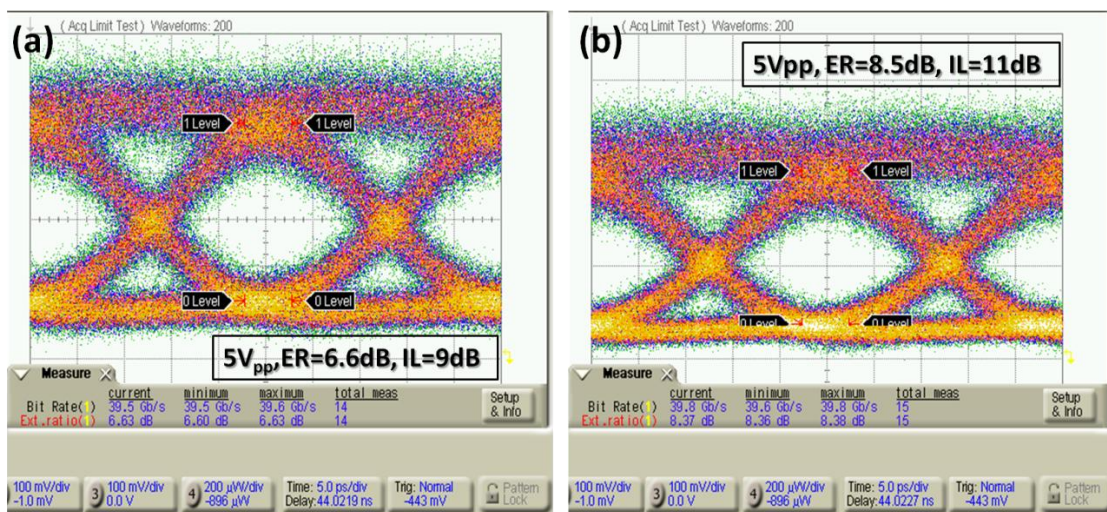 (a)
( Acq Limit Test ) Waveforms: 200
1 Level
1 Level
0 Level
0 Level
5Vpp,ER=6.6dB, IL=9dB
Measure
current minimum maximum total meas
Bit Rate(1) 39.5 Gb/s 39.5 Gb/s 39.6 Gb/s 14
Ext.ratio(1) 6.63 dB 6.60 dB 6.63 dB 14
Setup
& Info
100 mV/div
-1.0 mV
3
100 mV/div
0.0 V
4
200 µW/div
-896 µW
Time: 5.0 ps/div
Delay:44.0219 ns
Trig: Normal
-443 mV
Pattern
Lock
(b)
( Acq Limit Test ) Waveforms: 200
5Vpp, ER=8.5dB, IL=11dB
1 Level
1 Level
0 Level
0 Level
Measure
current minimum maximum total meas
Bit Rate(1) 39.8 Gb/s 39.6 Gb/s 39.8 Gb/s 15
Ext.ratio(1) 8.37 dB 8.36 dB 8.38 dB 15
Setup
& Info
100 mV/div
-1.0 mV
3
100 mV/div
0.0 V
4
200 µW/div
-896 µW
Time: 5.0 ps/div
Delay:44.0227 ns
Trig: Normal
-443 mV
Pattern
Lock